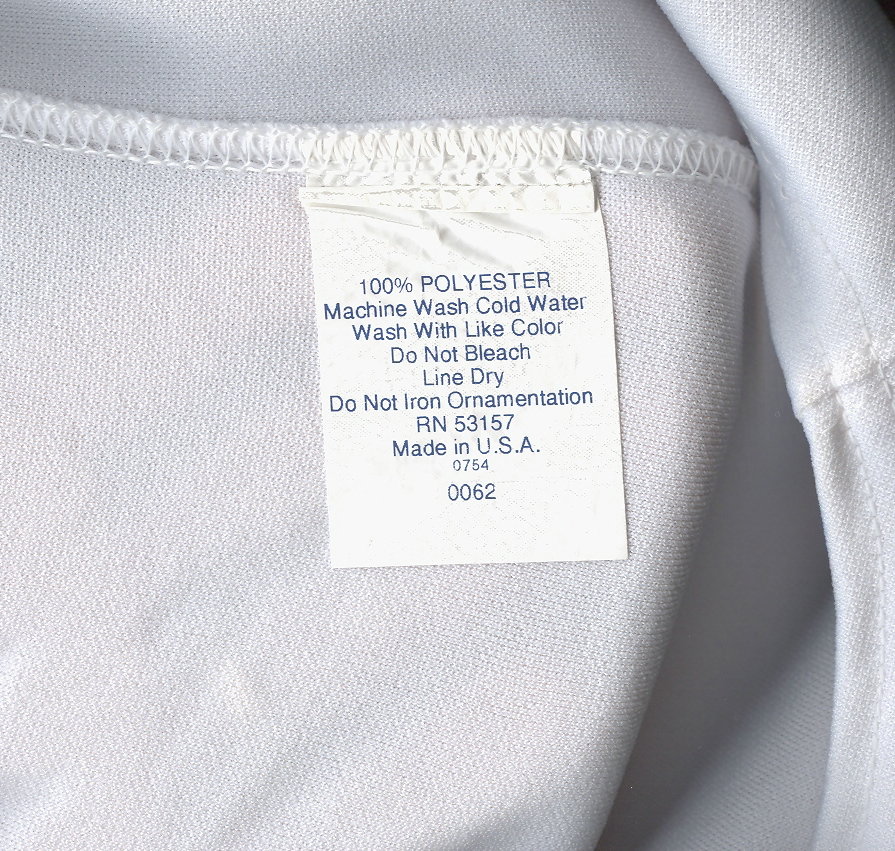 100% POLYESTER
Machine Wash Cold Water
Wash With Like Color
Do Not Bleach
Line Dry
Do Not Iron Ornamentation
RN 53157
Made in U.S.A.
0754
0062